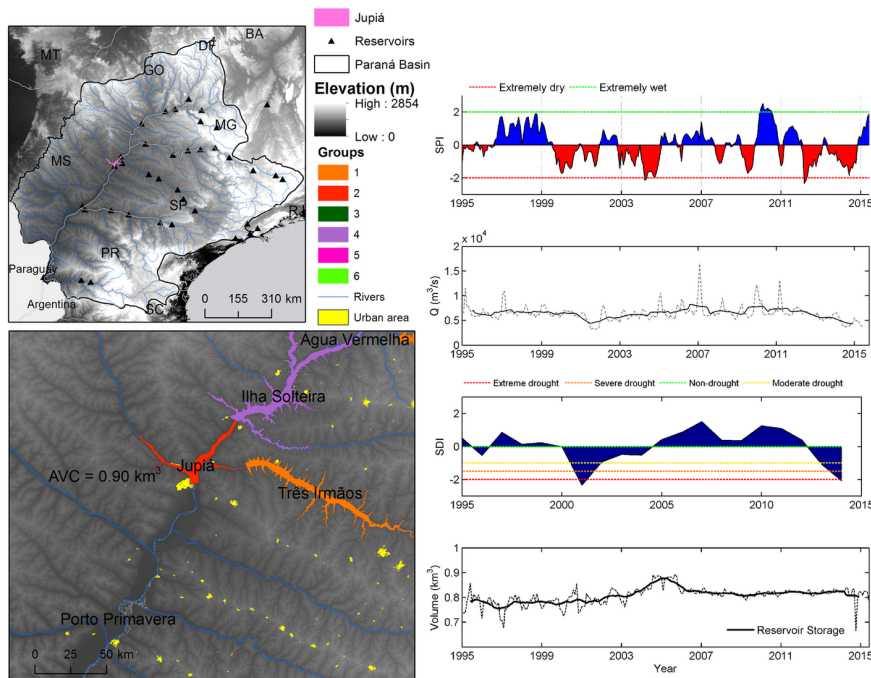 Jupiá
Reservoirs
Paraná Basin
Elevation (m)
High : 2854
Low : 0
Groups
1
2
3
4
5
6
Rivers
Urban area
MT
GO
DF
BA
MG
MS
SP
RJ
PR
Paraguay
Argentina
SC
0 155 310 km
Agua Vermelha
Ilha Solteira
Jupiá
AVC = 0.90 km³
Três Irmãos
Porto Primavera
0 25 50 km
Extremely dry
Extremely wet
SPI
2
0
-2
1995 1999 2003 2007 2011 2015
x 10⁴
Q (m³/s)
2
1.5
1
0.5
0
1995 1999 2003 2007 2011 2015
Extreme drought
Severe drought
Non-drought
Moderate drought
SDI
2
0
-2
1995 2000 2005 2010 2015
Volume (km³)
1
0.9
0.8
0.7
0.6
Reservoir Storage
1995 1999 2003 2007 2011 2015
Year